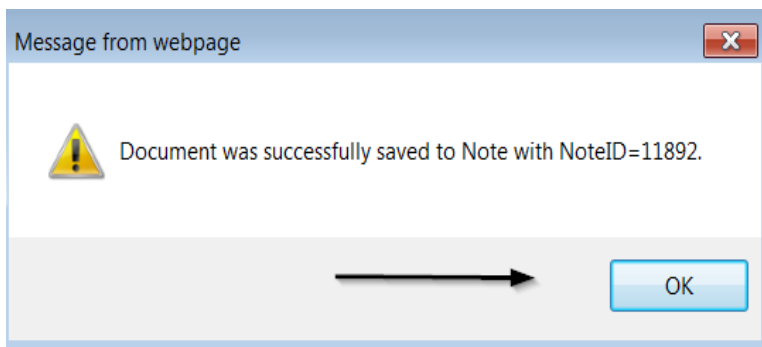 Message from webpage
Document was successfully saved to Note with NoteID=11892.
OK